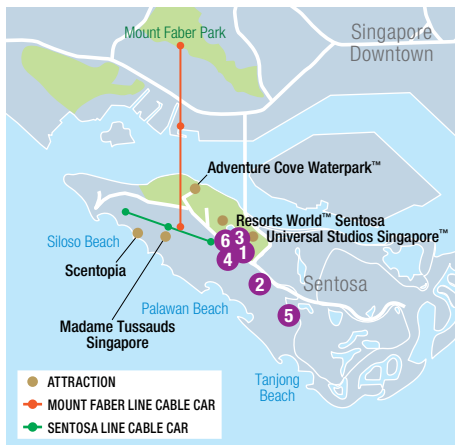 Mount Faber Park
Singapore
Downtown
Adventure Cove Waterpark™
Resorts World™ Sentosa
Universal Studios Singapore™
6
3
1
4
2
5
Siloso Beach
Scentopia
Sentosa
Palawan Beach
Madame Tussauds
Singapore
Tanjong
Beach
ATTRACTION
MOUNT FABER LINE CABLE CAR
SENTOSA LINE CABLE CAR